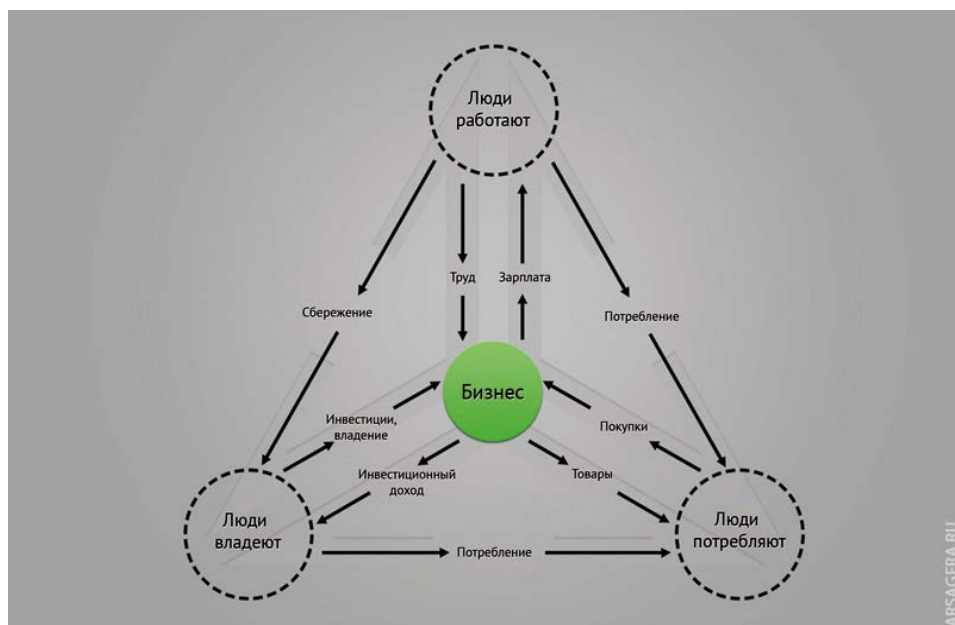 Люди
работают
Труд
Зарплата
Сбережение
Потребление
Бизнес
Инвестиции,
владение
Покупки
Инвестиционный
доход
Товары
Люди
владеют
Потребление
Люди
потребляют
ARSAGERA.RU